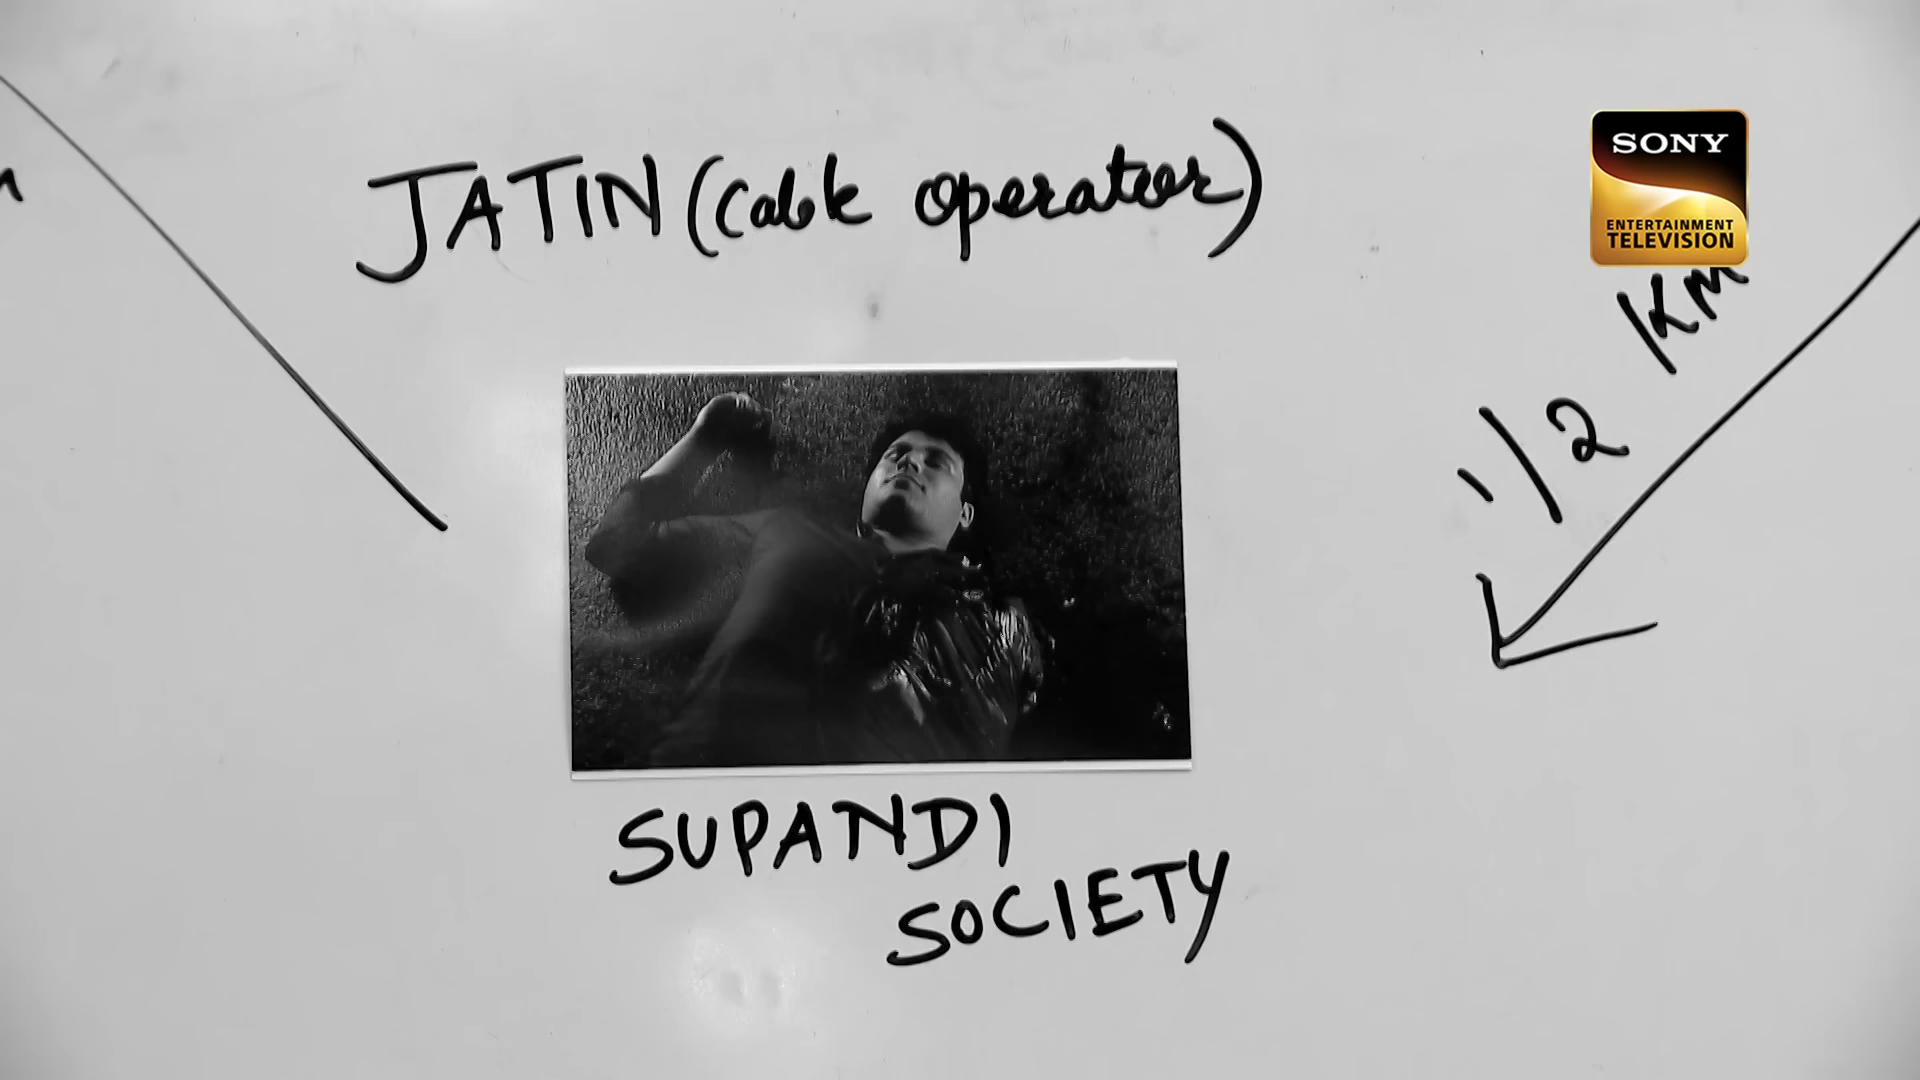 JATIN (Cable operator)
SONY
ENTERTAINMENT
TELEVISION
1/2 KM
SUPANDI
SOCIETY